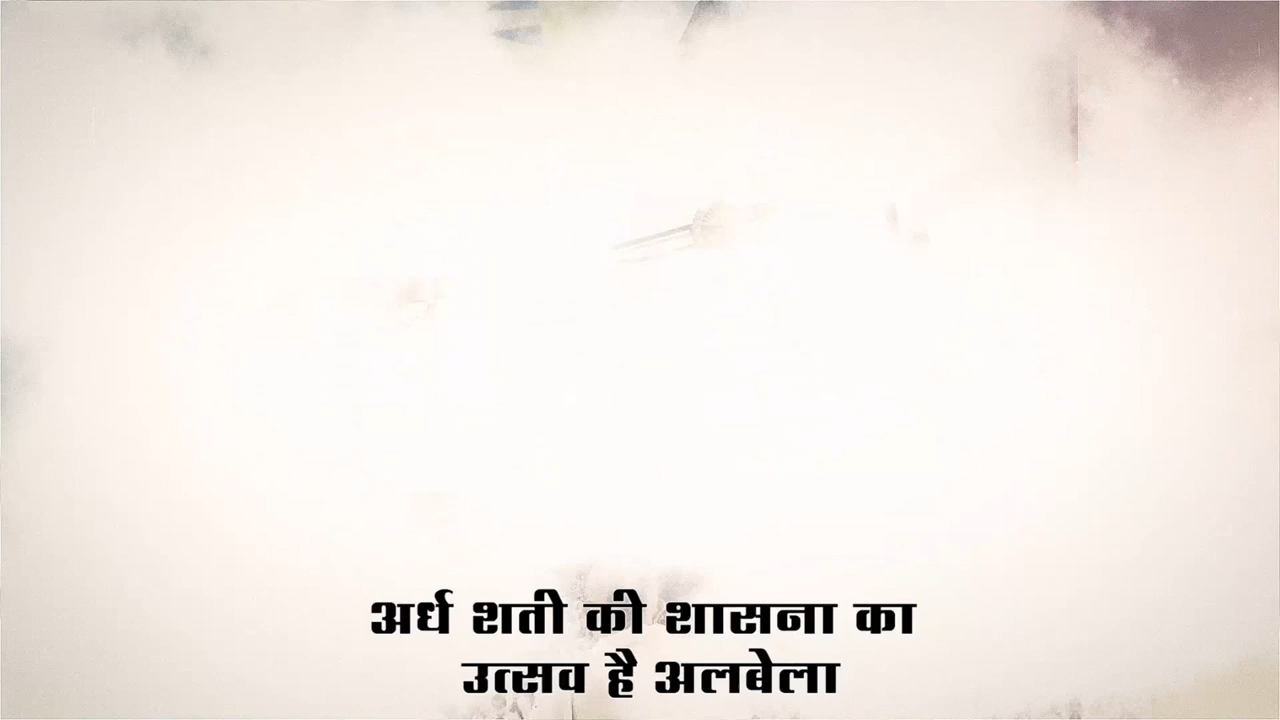 अर्ध शती की शासना का
उत्सव है अलबेला